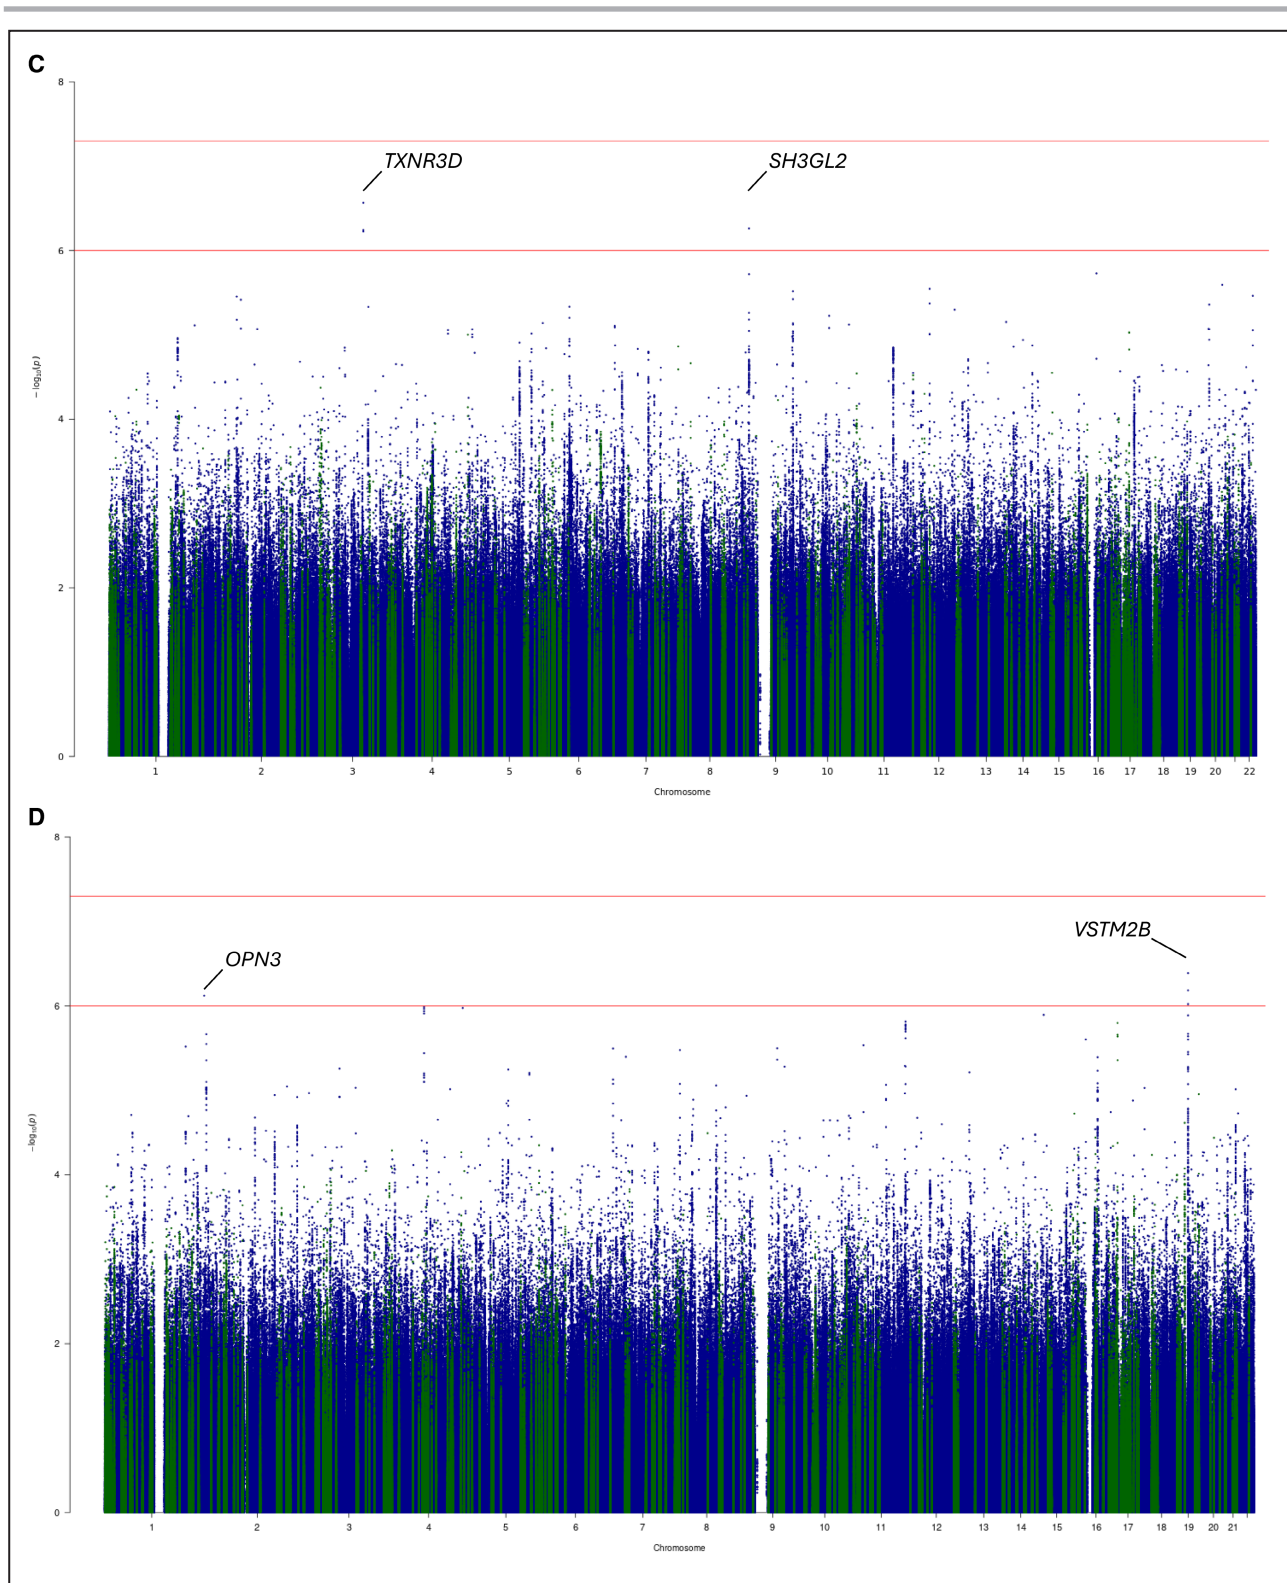 C
8
TXNR3D
SH3GL2
6
− log₁₀(p)
4
2
0
1 2 3 4 5 6 7 8 9 10 11 12 13 14 15 16 17 18 19 20 22
Chromosome
D
8
VSTM2B
OPN3
6
−log₁₀(p)
4
2
0
1 2 3 4 5 6 7 8 9 10 11 12 13 14 15 16 17 18 19 20 21
Chromosome